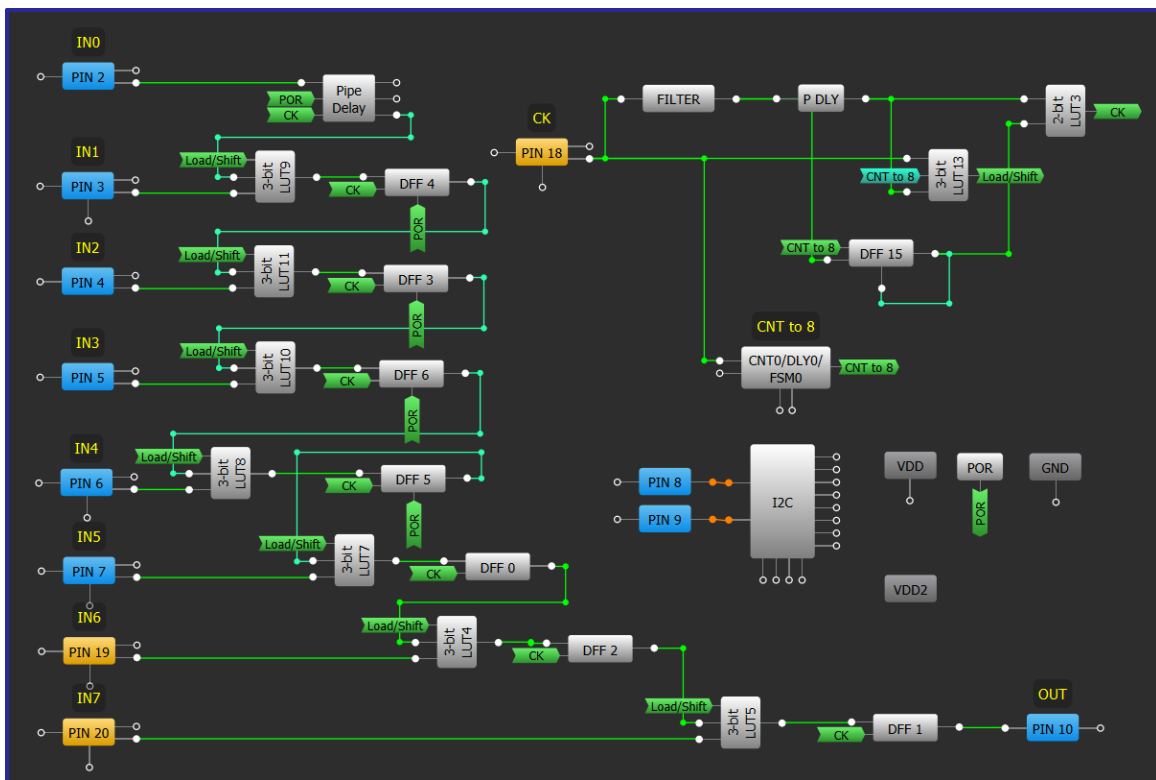 IN0
PIN 2
Pipe
Delay
POR
CK
IN1
PIN 3
Load/Shift
3-bit
LUT9
CK
DFF 4
POR
IN2
PIN 4
Load/Shift
3-bit
LUT11
CK
DFF 3
POR
IN3
PIN 5
Load/Shift
3-bit
LUT10
CK
DFF 6
POR
IN4
PIN 6
Load/Shift
3-bit
LUT8
CK
DFF 5
POR
IN5
PIN 7
Load/Shift
3-bit
LUT7
CK
DFF 0
IN6
PIN 19
Load/Shift
3-bit
LUT4
CK
DFF 2
IN7
PIN 20
Load/Shift
3-bit
LUT5
CK
DFF 1
OUT
PIN 10
CK
PIN 18
FILTER
P DLY
2-bit
LUT3
CK
CNT to 8
3-bit
LUT13
Load/Shift
CNT to 8
DFF 15
CNT to 8
CNT0/DLY0/
FSM0
CNT to 8
PIN 8
PIN 9
I2C
VDD
POR
POR
GND
VDD2